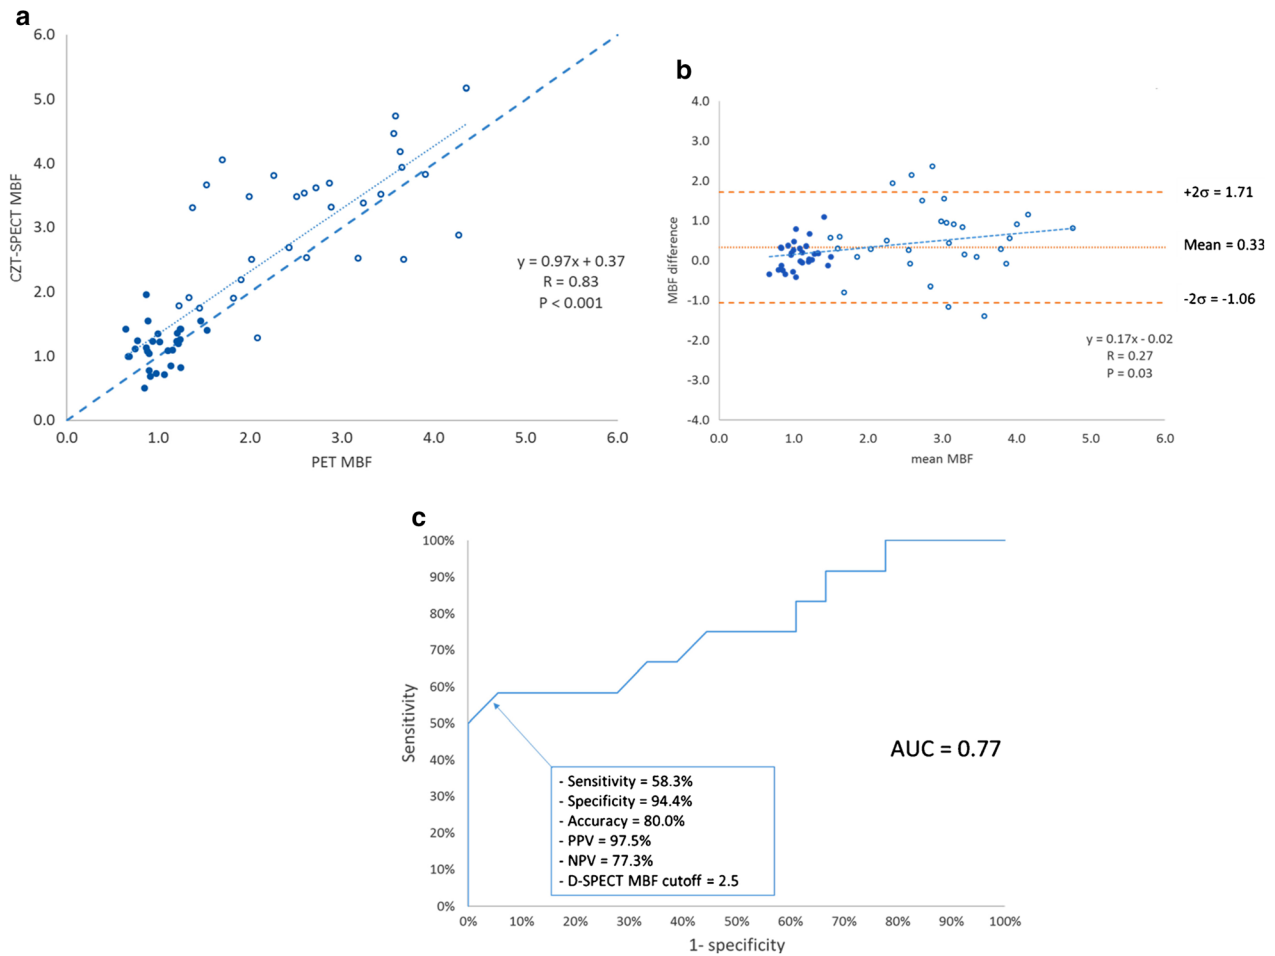 a
6.0
5.0
4.0
3.0
2.0
1.0
0.0
CZT-SPECT MBF
0.0 1.0 2.0 3.0 4.0 5.0 6.0
PET MBF
y = 0.97x + 0.37
R = 0.83
P < 0.001
b
4.0
3.0
2.0
1.0
0.0
-1.0
-2.0
-3.0
-4.0
MBF difference
0.0 1.0 2.0 3.0 4.0 5.0 6.0
mean MBF
+2σ = 1.71
Mean = 0.33
-2σ = -1.06
y = 0.17x - 0.02
R = 0.27
P = 0.03
c
100%
90%
80%
70%
60%
50%
40%
30%
20%
10%
0%
Sensitivity
0% 10% 20% 30% 40% 50% 60% 70% 80% 90% 100%
1- specificity
AUC = 0.77
- Sensitivity = 58.3%
- Specificity = 94.4%
- Accuracy = 80.0%
- PPV = 97.5%
- NPV = 77.3%
- D-SPECT MBF cutoff = 2.5